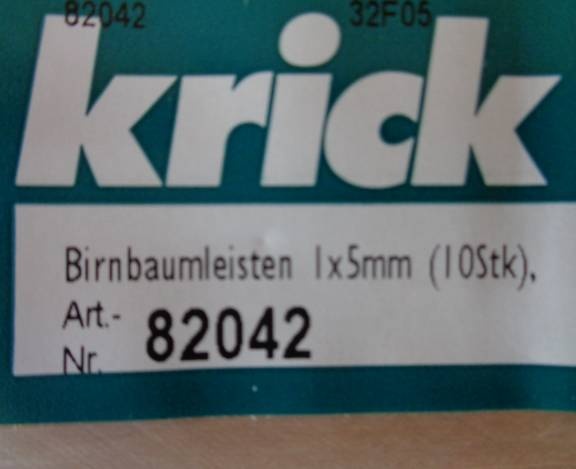 82042 32F05
krick
Birnbaumleisten 1x5mm (10Stk),
Art.-
Nr. 82042